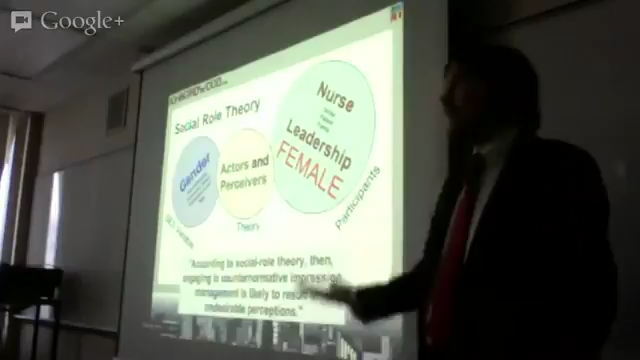 Google+
Social Role Theory
Gender
Actors and
Perceivers
Nurse
Leadership
FEMALE
Theory
Participants
"According to social-role theory, then,
engaging in counternormative impression
management is likely to result in
undesirable perceptions."